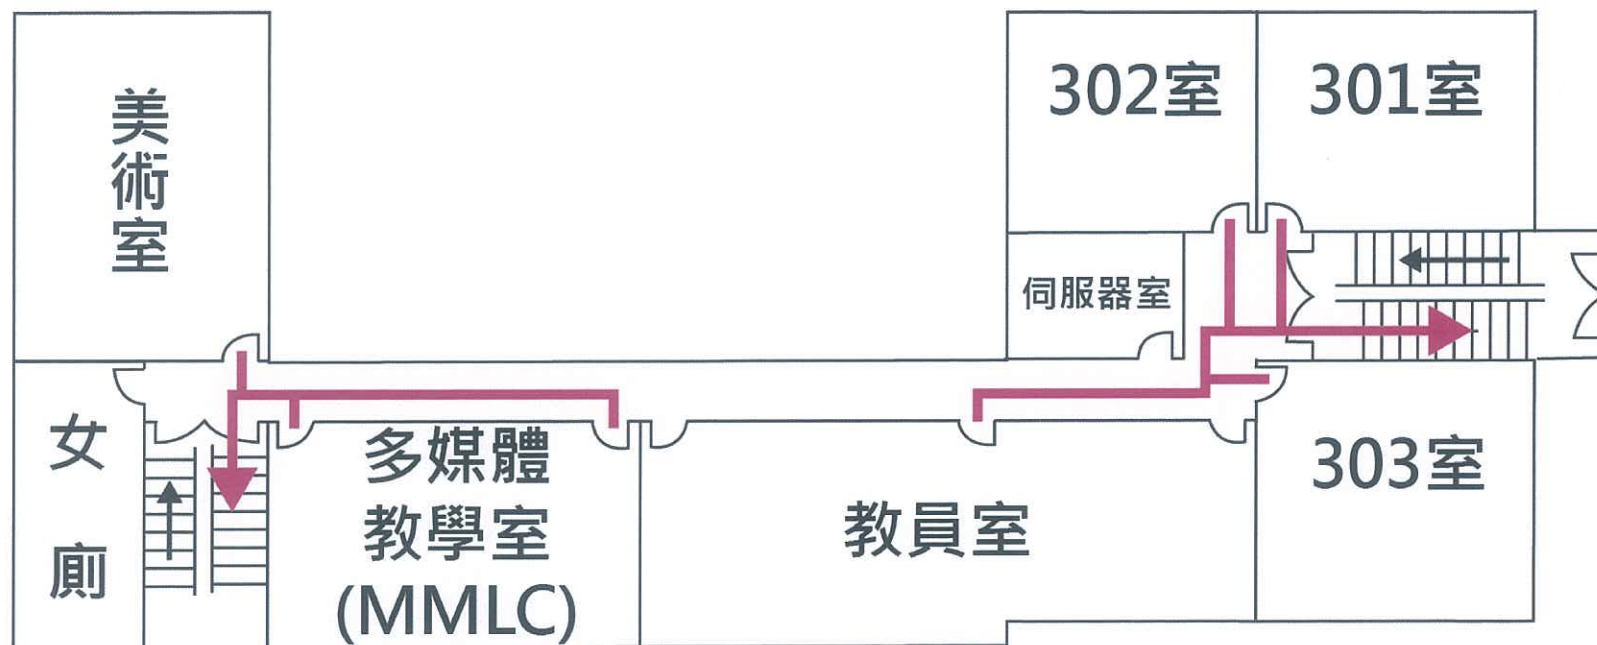 美術室
302室
301室
伺服器室
女廁
多媒體
教學室
(MMLC)
教員室
303室